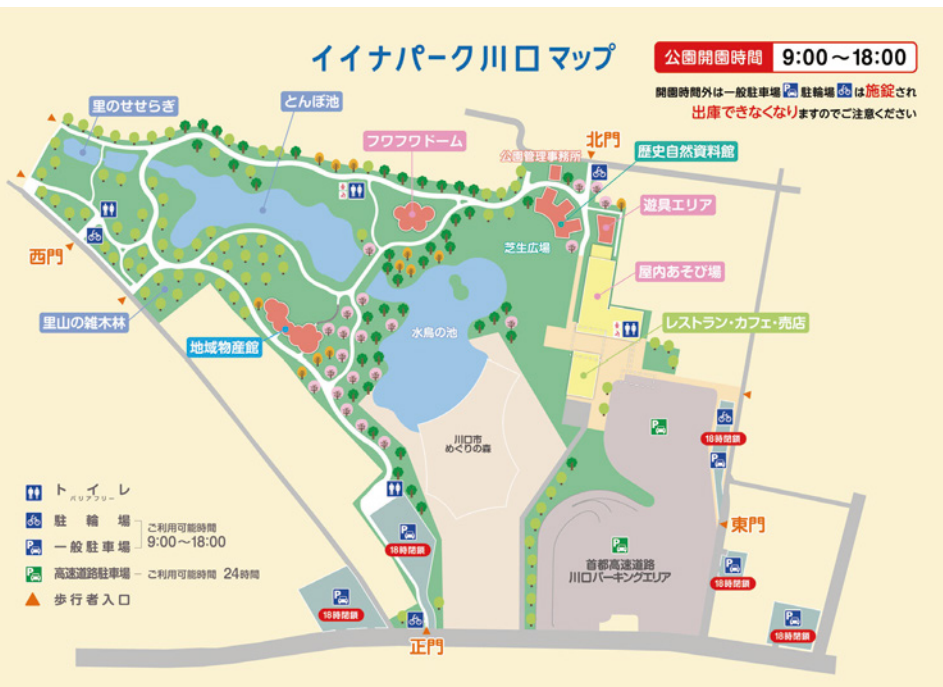 イイナパーク川口マップ
公園開園時間 9:00～18:00
開園時間外は一般駐車場 駐輪場 は施錠され
出庫できなくなりますのでご注意ください
里のせせらぎ
とんぼ池
フワフワドーム
公園管理事務所
北門
歴史自然資料館
遊具エリア
芝生広場
西門
屋内あそび場
里山の雑木林
水鳥の池
レストラン・カフェ・売店
地域物産館
川口市
めぐりの森
18時閉鎖
トイレ
バリアフリー
駐輪場
一般駐車場
ご利用可能時間
9:00～18:00
高速道路駐車場 － ご利用可能時間 24時間
歩行者入口
18時閉鎖
東門
首都高速道路
川口パーキングエリア
18時閉鎖
18時閉鎖
18時閉鎖
正門